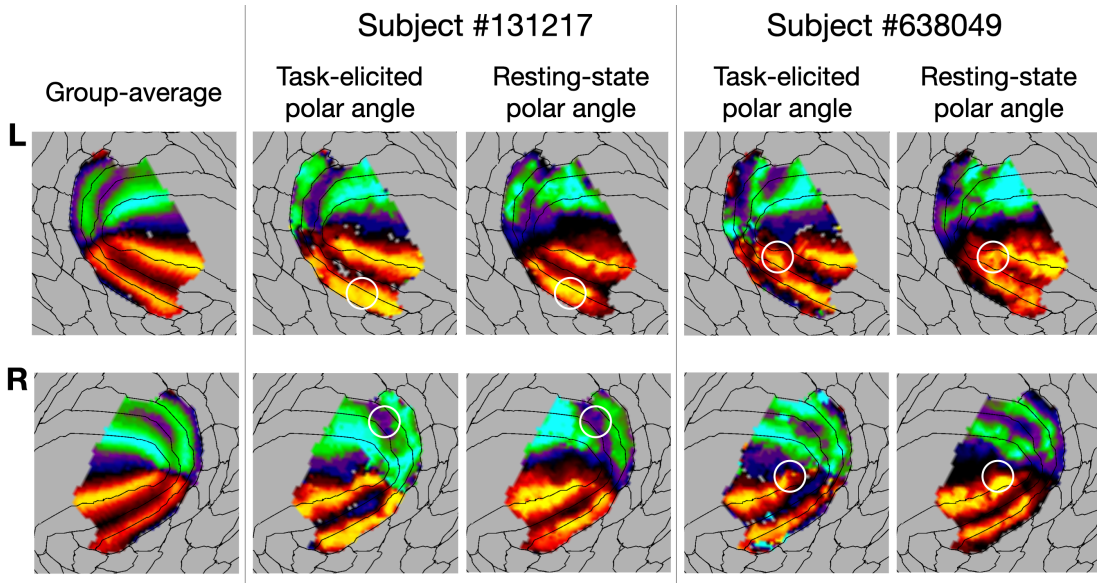 Subject #131217
Subject #638049
Group-average
Task-elicited
polar angle
Resting-state
polar angle
Task-elicited
polar angle
Resting-state
polar angle
L
R